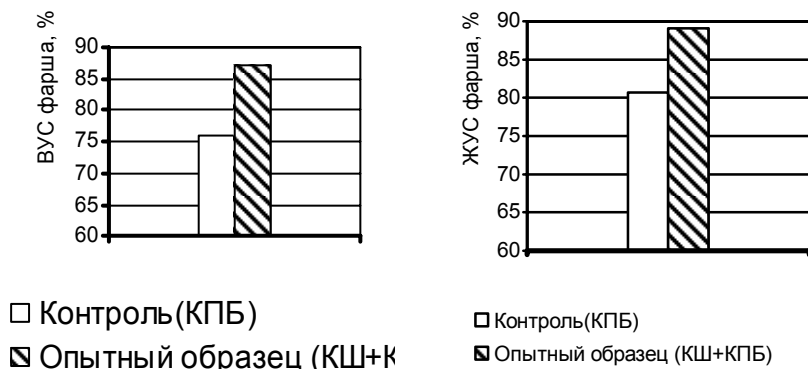 ВУС фарша, %
90
85
80
75
70
65
60
□ Контроль(КПБ)
Опытный образец (КШ+К
ЖУС фарша, %
90
85
80
75
70
65
60
□ Контроль(КПБ)
Опытный образец (КШ+КПБ)